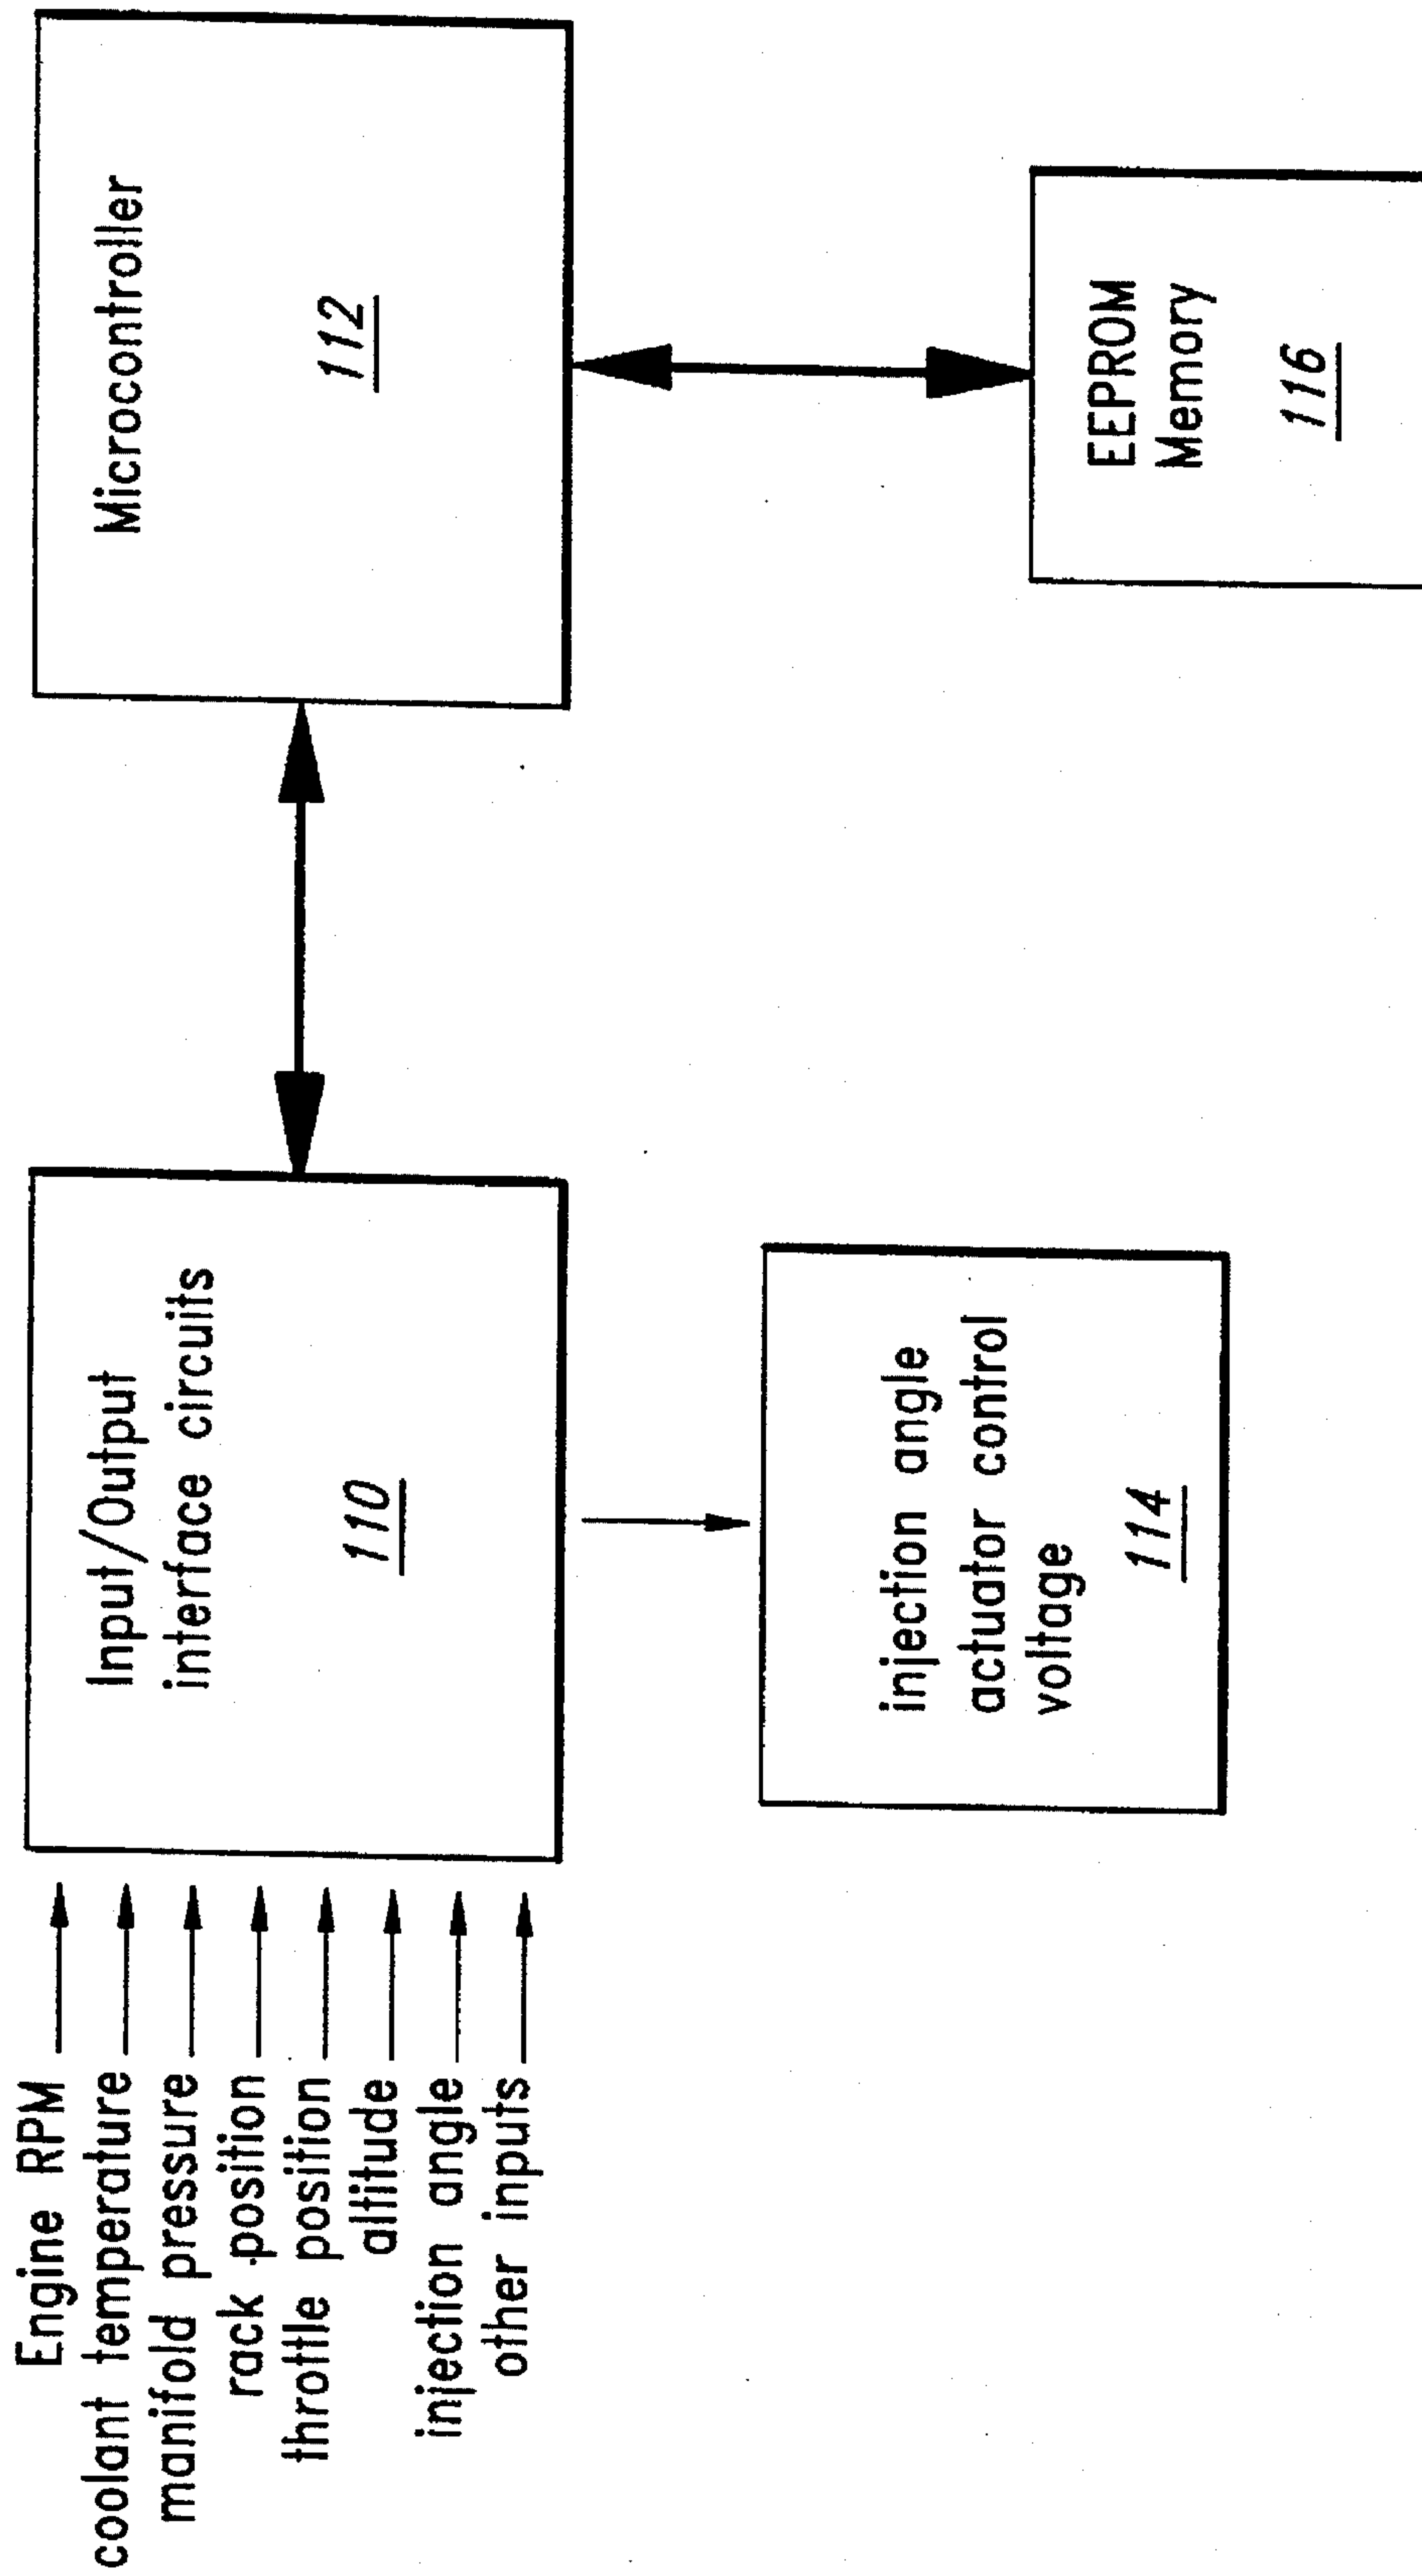 Engine RPM
coolant temperature
manifold pressure
rack position
throttle position
altitude
injection angle
other inputs
Input/Output
interface circuits
110
Microcontroller
112
injection angle
actuator control
voltage
114
EEPROM
Memory
116